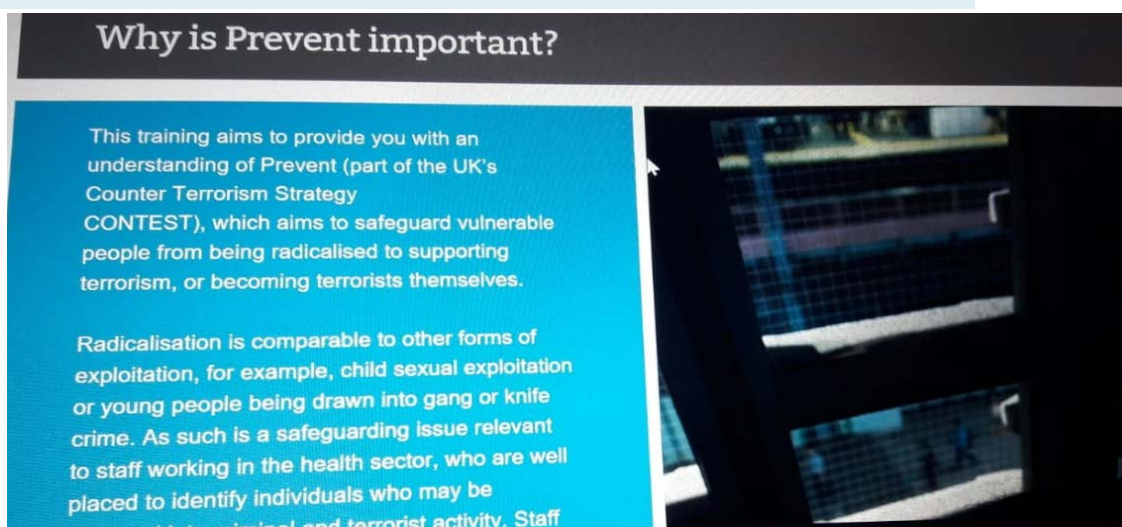 Why is Prevent important?
This training aims to provide you with an
understanding of Prevent (part of the UK's
Counter Terrorism Strategy
CONTEST), which aims to safeguard vulnerable
people from being radicalised to supporting
terrorism, or becoming terrorists themselves.
Radicalisation is comparable to other forms of
exploitation, for example, child sexual exploitation
or young people being drawn into gang or knife
crime. As such is a safeguarding issue relevant
to staff working in the health sector, who are well
placed to identify individuals who may be
and terrorist activity. Staff